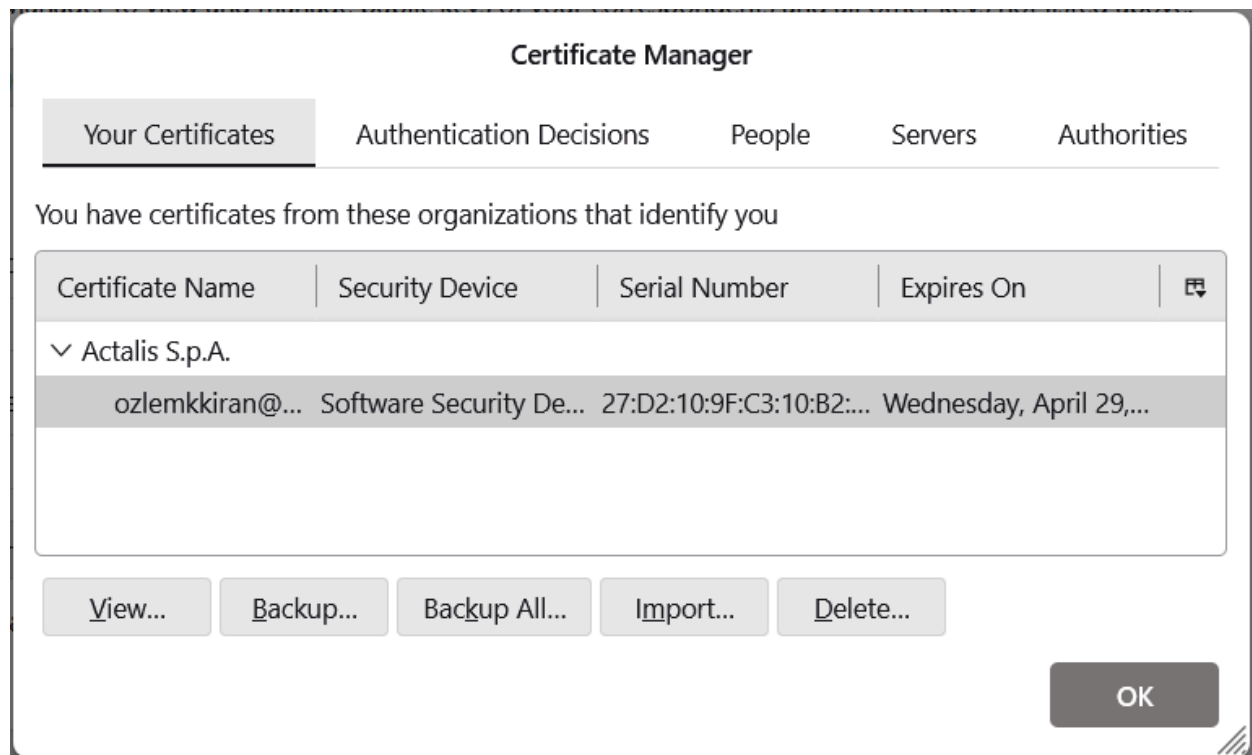 Certificate Manager
Your Certificates Authentication Decisions People Servers Authorities
You have certificates from these organizations that identify you
Certificate Name Security Device Serial Number Expires On
Actalis S.p.A.
ozlemkkiran@... Software Security De... 27:D2:10:9F:C3:10:B2:... Wednesday, April 29,...
View... Backup... Backup All... Import... Delete...
OK